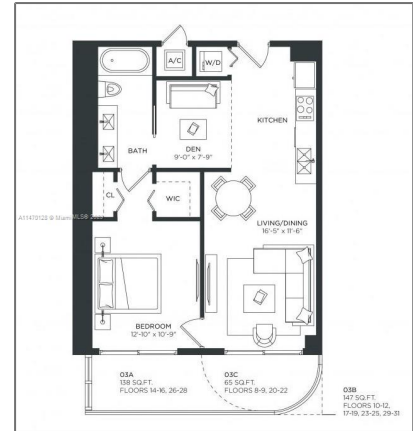 A/C
W/D
KITCHEN
DEN
9'-0" x 7'-9"
BATH
CL
WIC
LIVING/DINING
16'-5" x 11'-6"
BEDROOM
12'-10" x 10'-9"
03A
138 SQ.FT.
FLOORS 14-16, 26-28
03C
65 SQ.FT.
FLOORS 8-9, 20-22
03B
147 SQ.FT.
FLOORS 10-12,
17-19, 23-25, 29-31